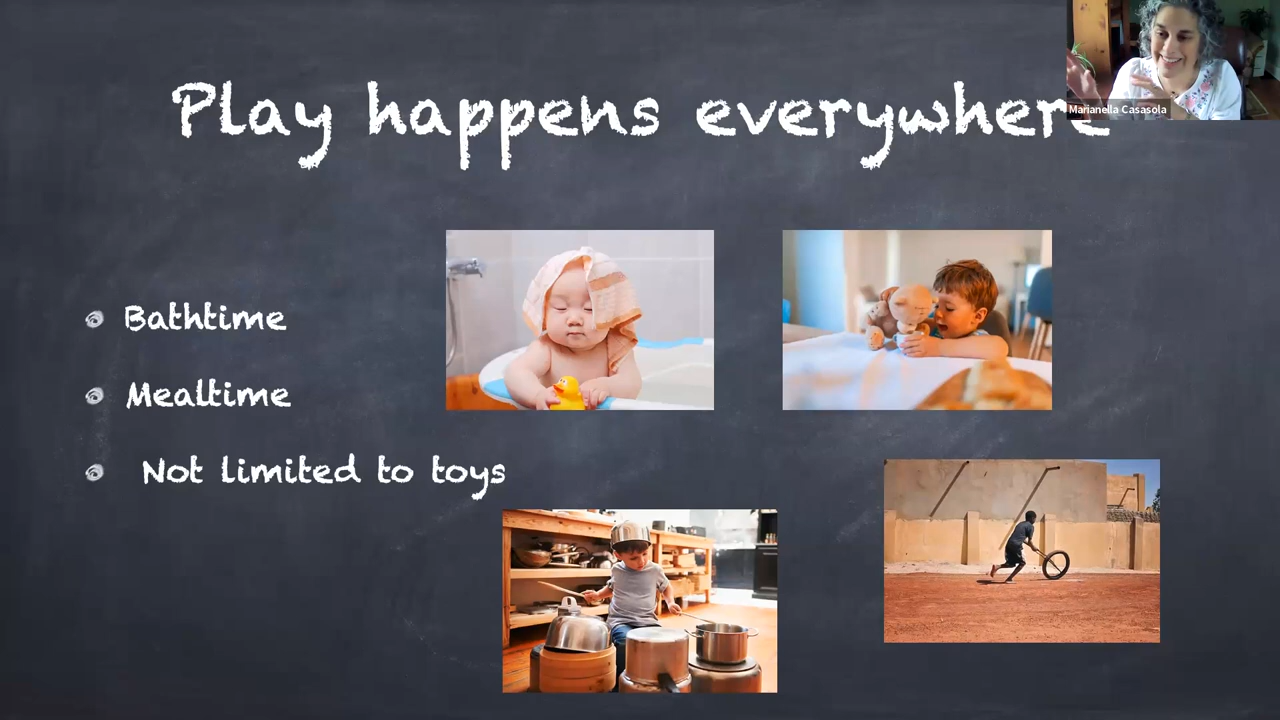 Play happens everywhere
Marianella Casasola
Bathtime
Mealtime
Not limited to toys